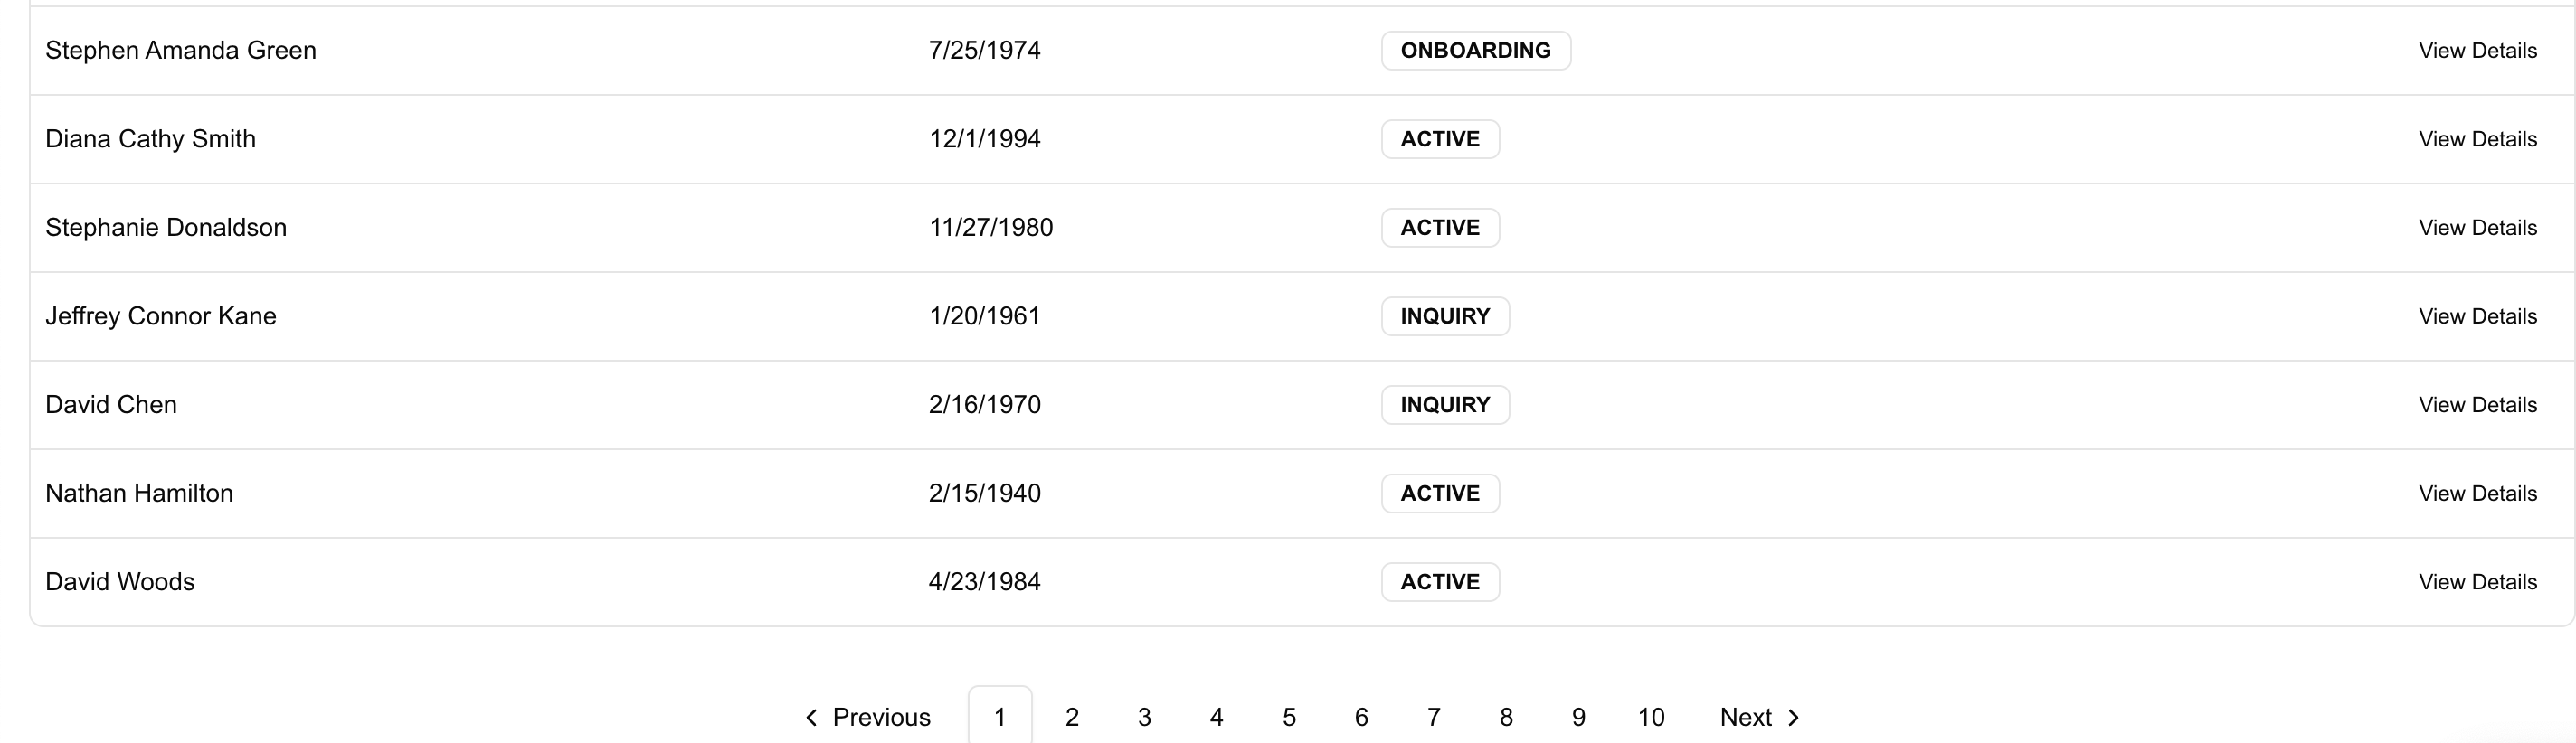 Stephen Amanda Green 7/25/1974 ONBOARDING View Details
Diana Cathy Smith 12/1/1994 ACTIVE View Details
Stephanie Donaldson 11/27/1980 ACTIVE View Details
Jeffrey Connor Kane 1/20/1961 INQUIRY View Details
David Chen 2/16/1970 INQUIRY View Details
Nathan Hamilton 2/15/1940 ACTIVE View Details
David Woods 4/23/1984 ACTIVE View Details
Previous 1 2 3 4 5 6 7 8 9 10 Next